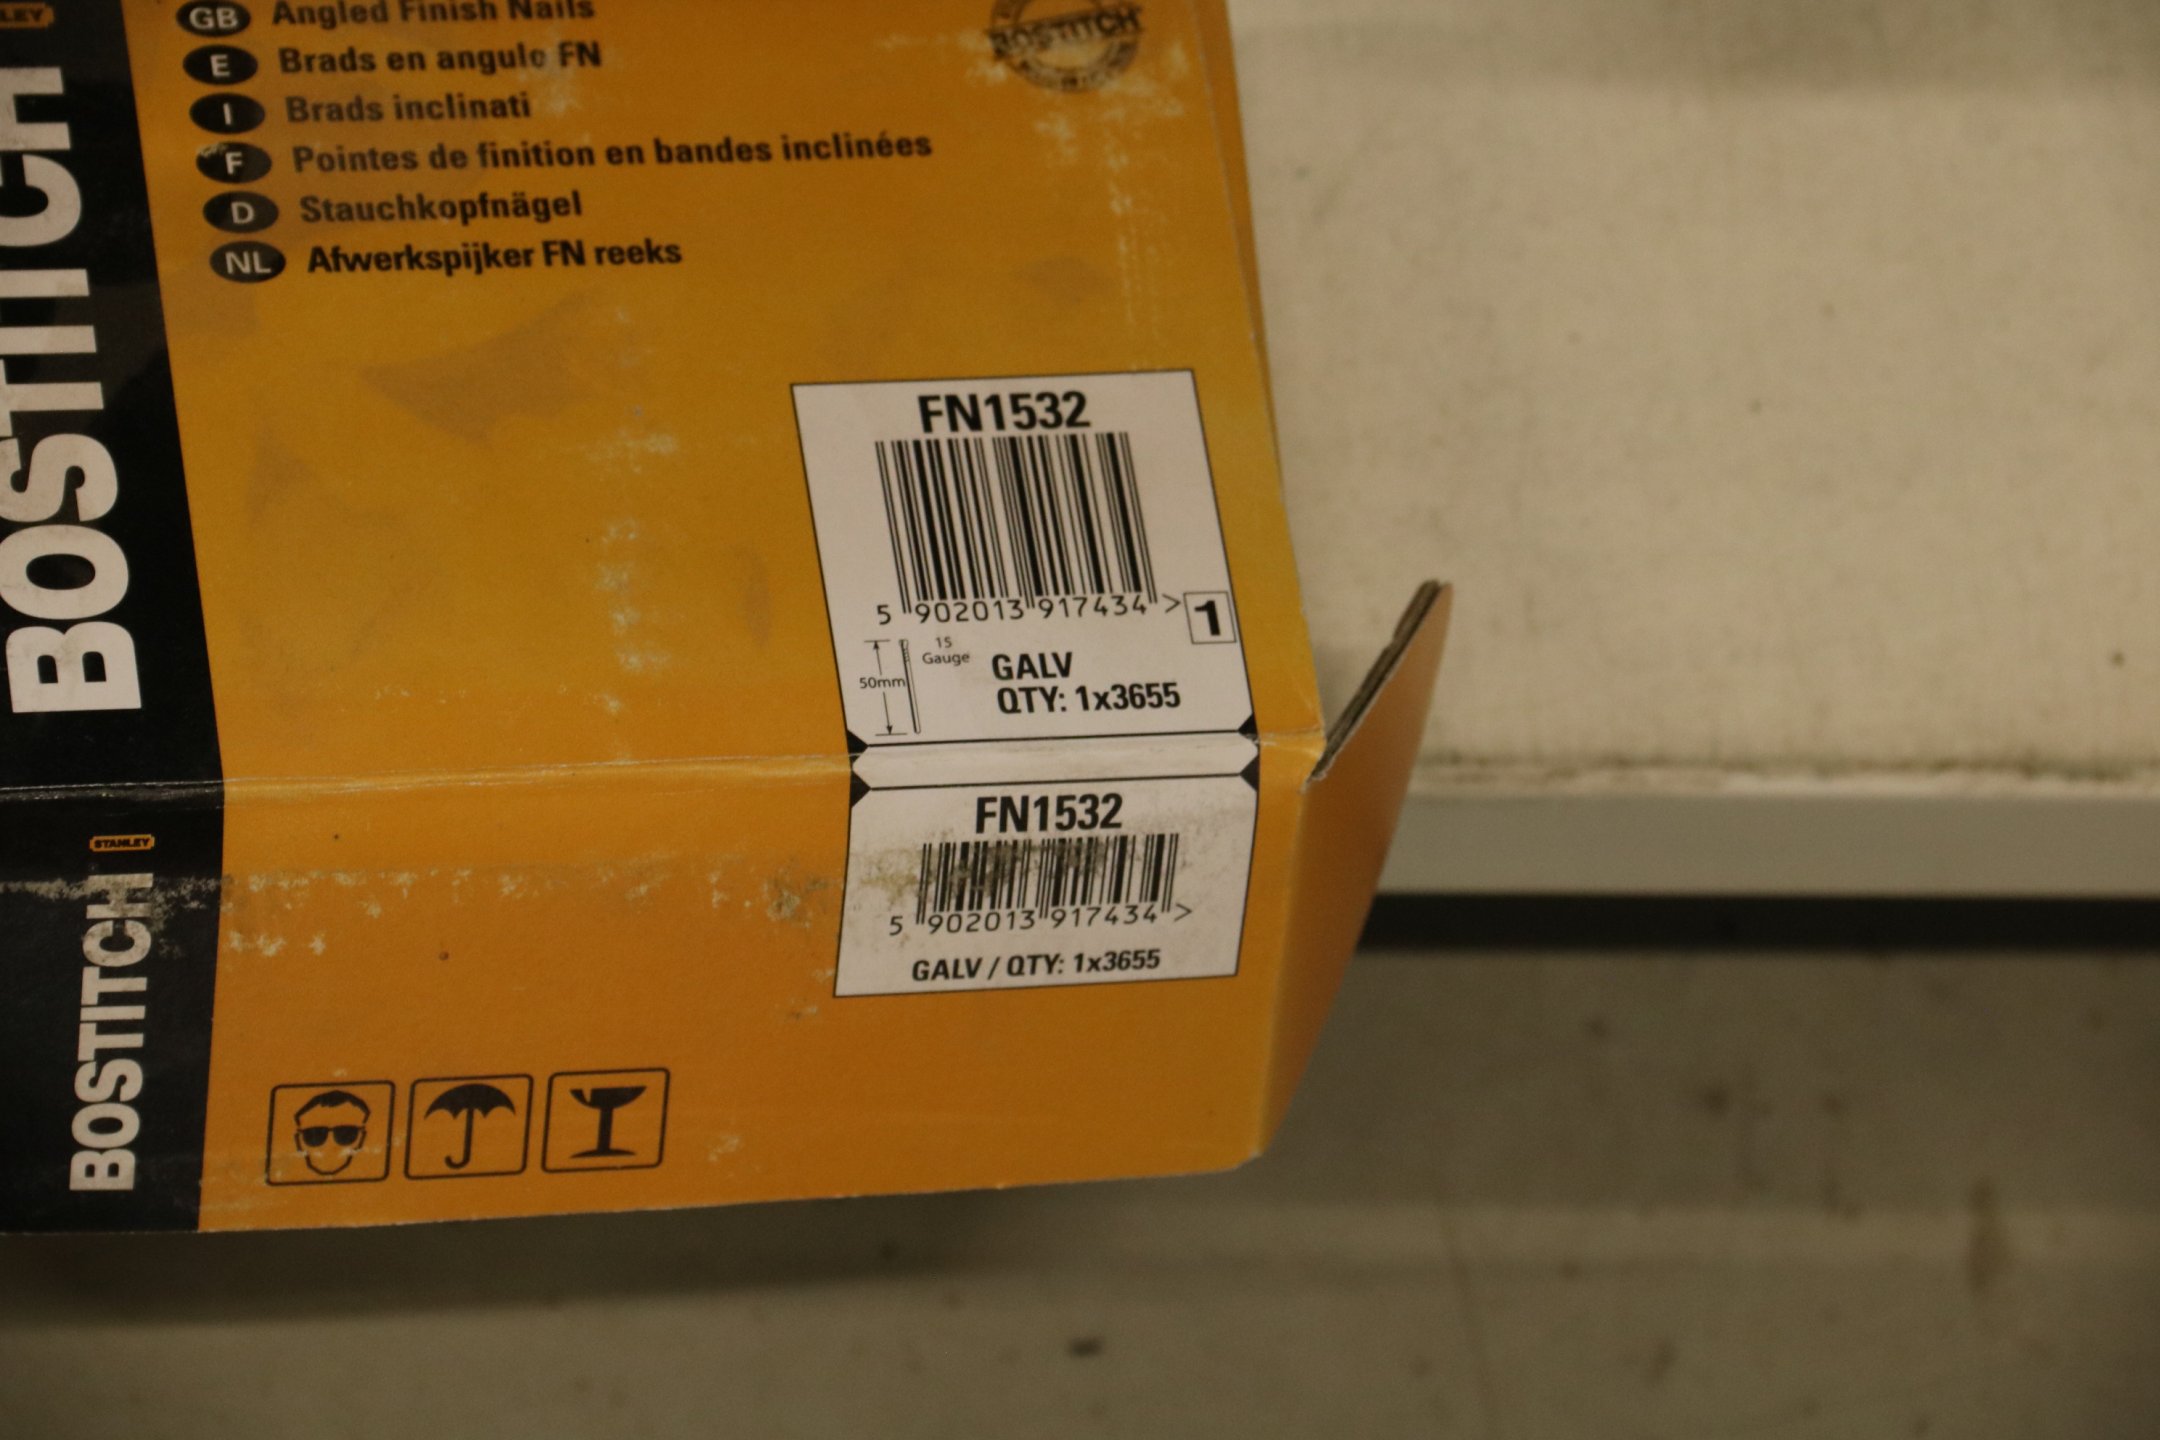 STANLEY
BOSTITCH
GB Angled Finish Nails
E Brads en angulo FN
I Brads inclinati
F Pointes de finition en bandes inclinées
D Stauchkopfnägel
NL Afwerkspijker FN reeks
BOSTITCH
FN1532
5 902013 917434 >
1
15
Gauge
50mm
GALV
QTY: 1x3655
FN1532
5 902013 917434 >
GALV / QTY: 1x3655
STANLEY
BOSTITCH